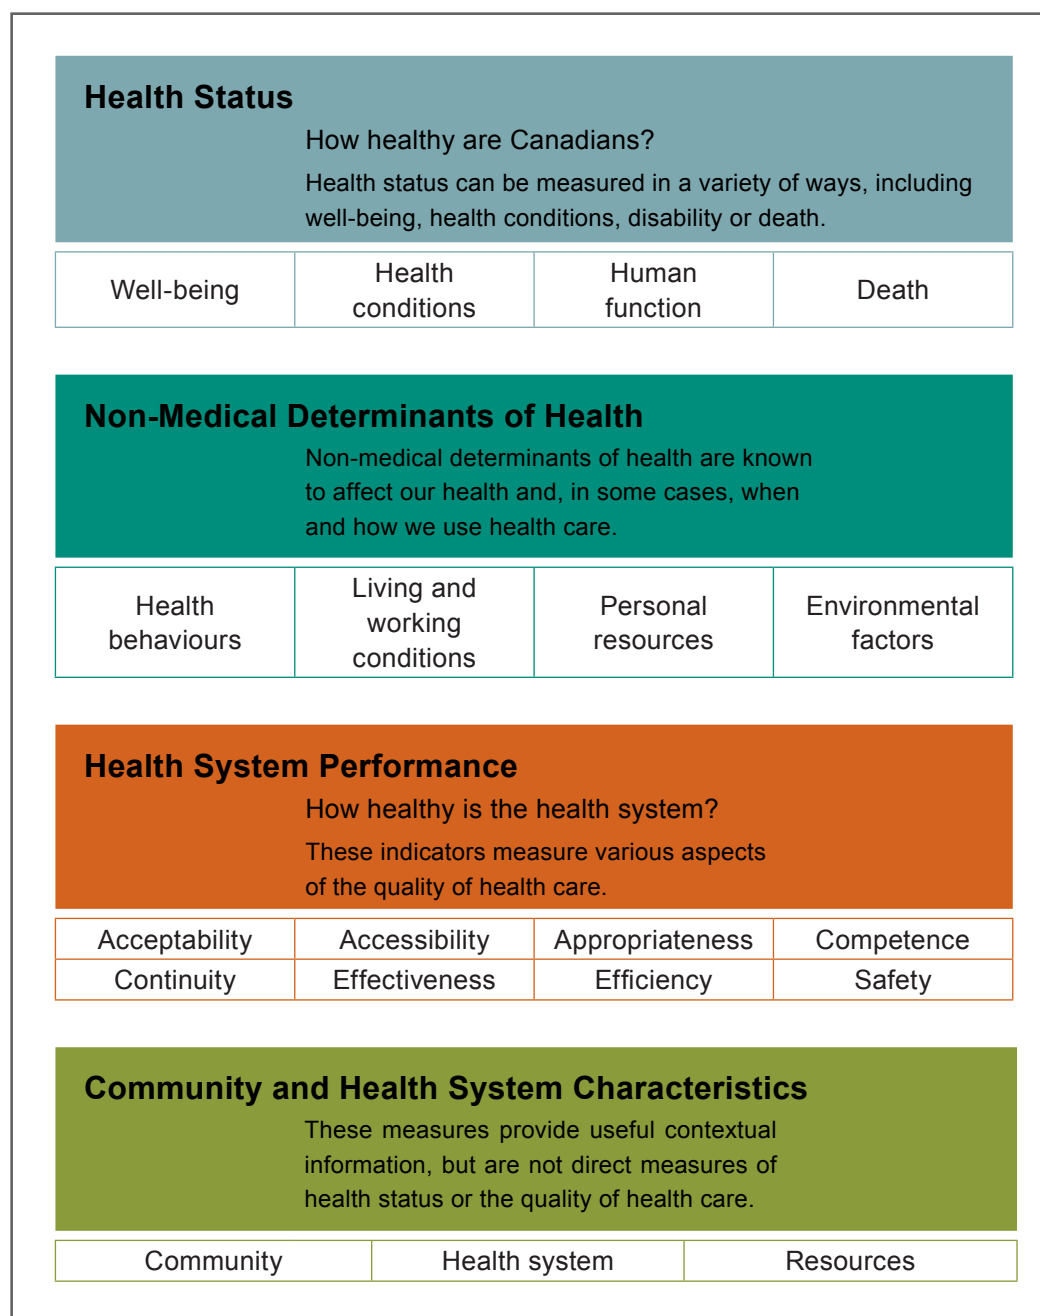 Health Status
How healthy are Canadians?
Health status can be measured in a variety of ways, including
well-being, health conditions, disability or death.
Well-being
Health
conditions
Human
function
Death
Non-Medical Determinants of Health
Non-medical determinants of health are known
to affect our health and, in some cases, when
and how we use health care.
Health
behaviours
Living and
working
conditions
Personal
resources
Environmental
factors
Health System Performance
How healthy is the health system?
These indicators measure various aspects
of the quality of health care.
Acceptability
Accessibility
Appropriateness
Competence
Continuity
Effectiveness
Efficiency
Safety
Community and Health System Characteristics
These measures provide useful contextual
information, but are not direct measures of
health status or the quality of health care.
Community
Health system
Resources